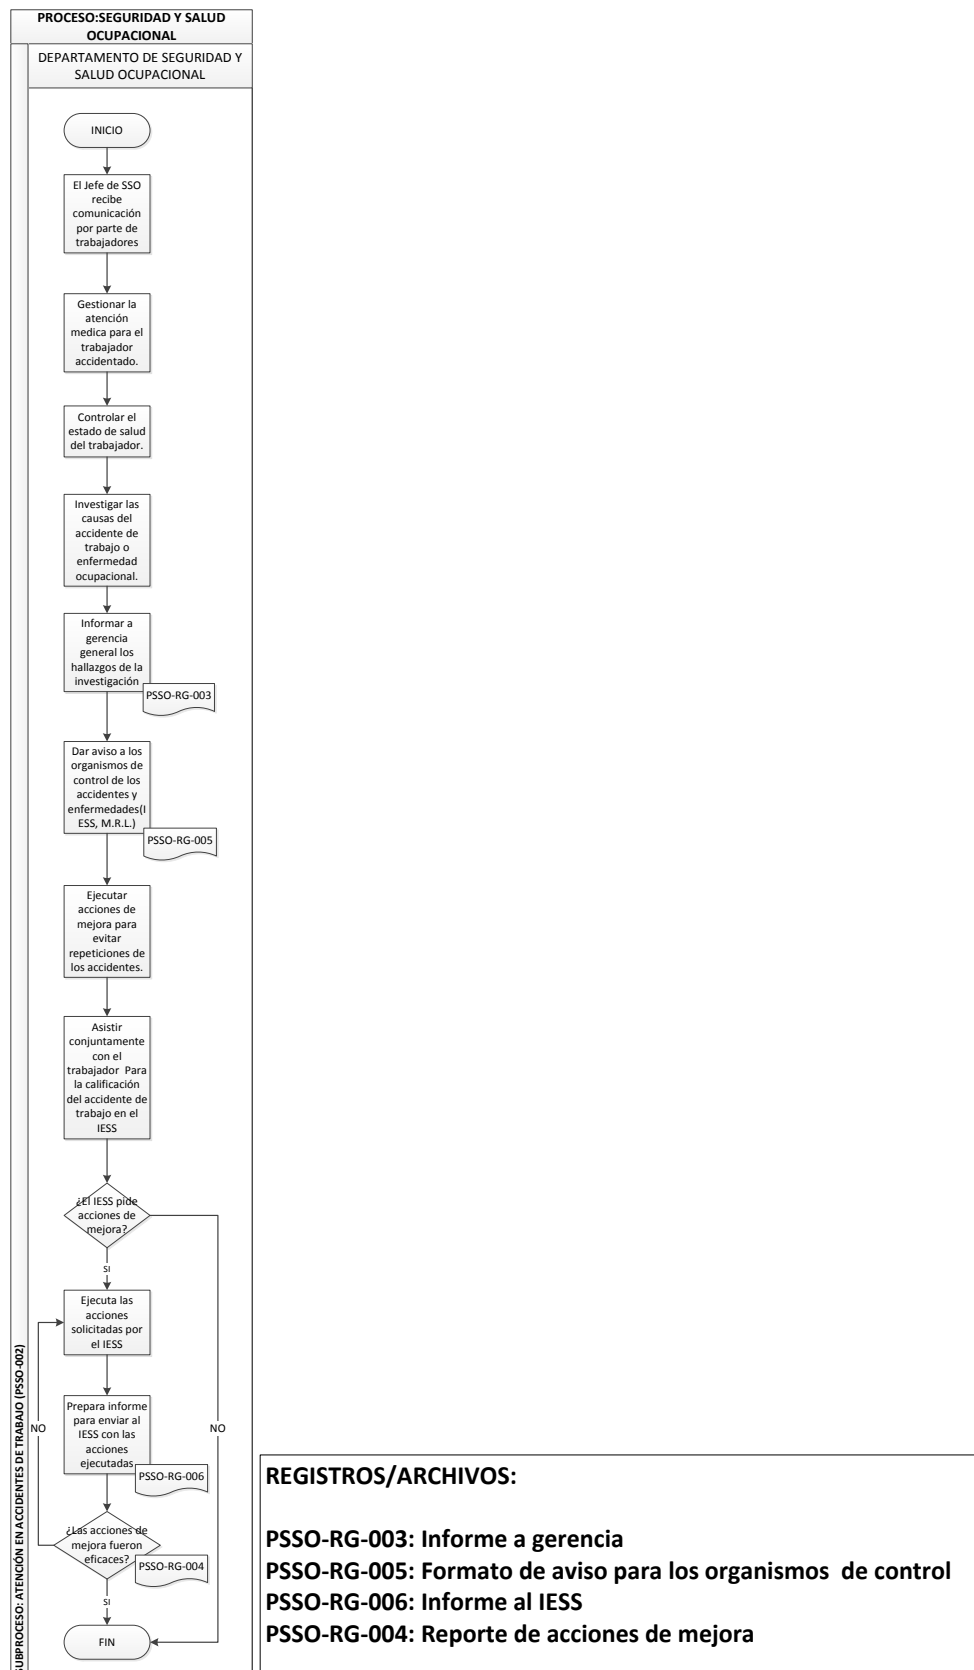 PROCESO:SEGURIDAD Y SALUD
OCUPACIONAL
DEPARTAMENTO DE SEGURIDAD Y
SALUD OCUPACIONAL
SUBPROCESO: ATENCIÓN EN ACCIDENTES DE TRABAJO (PSSO-002)
INICIO
El Jefe de SSO
recibe
comunicación
por parte de
trabajadores
Gestionar la
atención
medica para el
trabajador
accidentado.
Controlar el
estado de salud
del trabajador.
Investigar las
causas del
accidente de
trabajo o
enfermedad
ocupacional.
Informar a
gerencia
general los
hallazgos de la
investigación
PSSO-RG-003
Dar aviso a los
organismos de
control de los
accidentes y
enfermedades(I
ESS, M.R.L.)
PSSO-RG-005
Ejecutar
acciones de
mejora para
evitar
repeticiones de
los accidentes.
Asistir
conjuntamente
con el
trabajador  Para
la calificación
del accidente de
trabajo en el
IESS
¿El IESS pide
acciones de
mejora?
SI
Ejecuta las
acciones
solicitadas por
el IESS
Prepara informe
para enviar al
IESS con las
acciones
ejecutadas
NO
NO
PSSO-RG-006
¿Las acciones de
mejora fueron
eficaces?
PSSO-RG-004
SI
FIN
REGISTROS/ARCHIVOS:
PSSO-RG-003: Informe a gerencia
PSSO-RG-005: Formato de aviso para los organismos  de control
PSSO-RG-006: Informe al IESS
PSSO-RG-004: Reporte de acciones de mejora